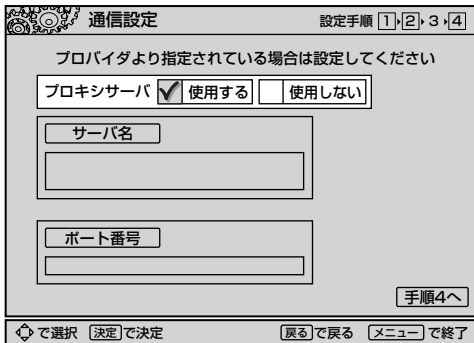 通信設定 設定手順 1 2 3 4
プロバイダより指定されている場合は設定してください
プロキシサーバ 使用する 使用しない
サーバ名
ポート番号
手順4へ
で選択 決定で決定 戻るで戻る メニューで終了